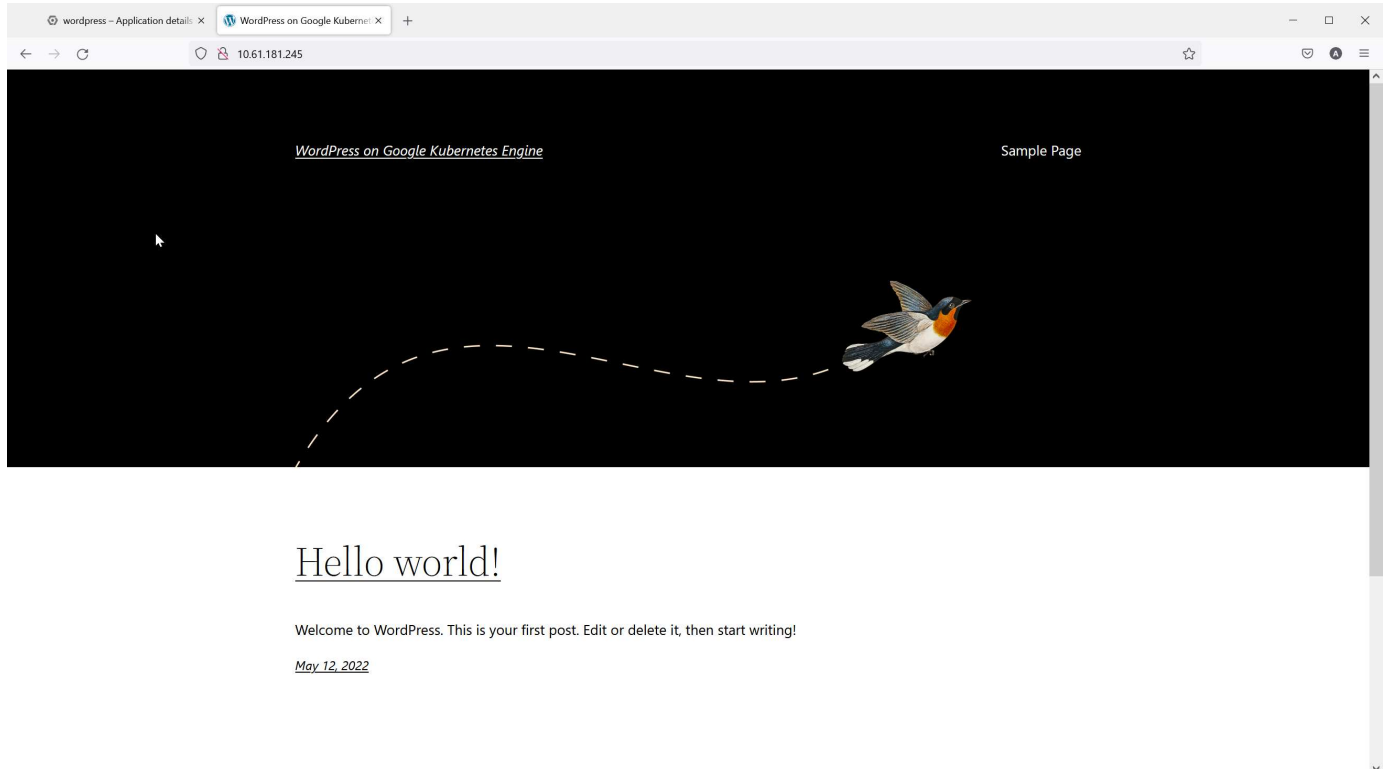 wordpress – Application details
WordPress on Google Kubernet
10.61.181.245
A
WordPress on Google Kubernetes Engine
Sample Page
Hello world!
Welcome to WordPress. This is your first post. Edit or delete it, then start writing!
May 12, 2022